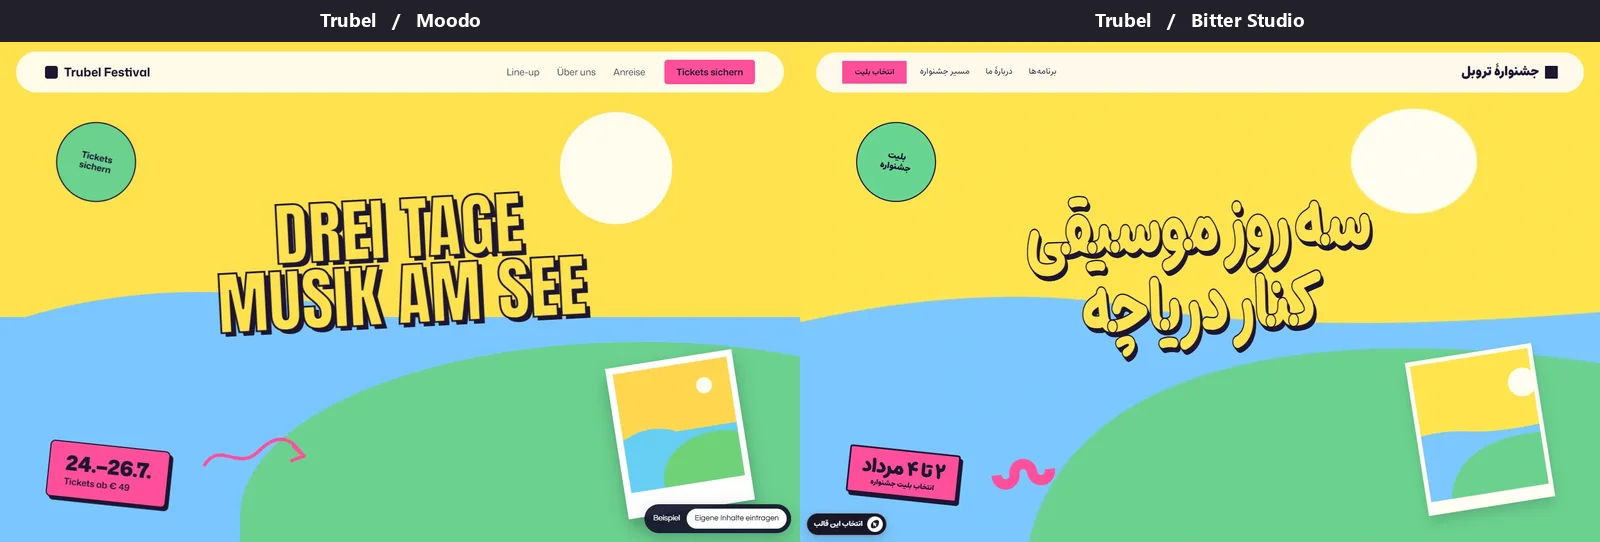 Trubel / Moodo
Trubel Festival
Line-up
Über uns
Anreise
Tickets sichern
Tickets
sichern
DREI TAGE
MUSIK AM SEE
24.–26.7.
Tickets ab € 49
Beispiel
Eigene Inhalte eintragen
Trubel / Bitter Studio
جشنوارهٔ تروبل
برنامه‌ها
دربارهٔ ما
مسیر جشنواره
انتخاب بلیت
بلیت
جشنواره
سه روز موسیقی
کنار دریاچه
۲ تا ۴ مرداد
انتخاب بلیت جشنواره
انتخاب این قالب